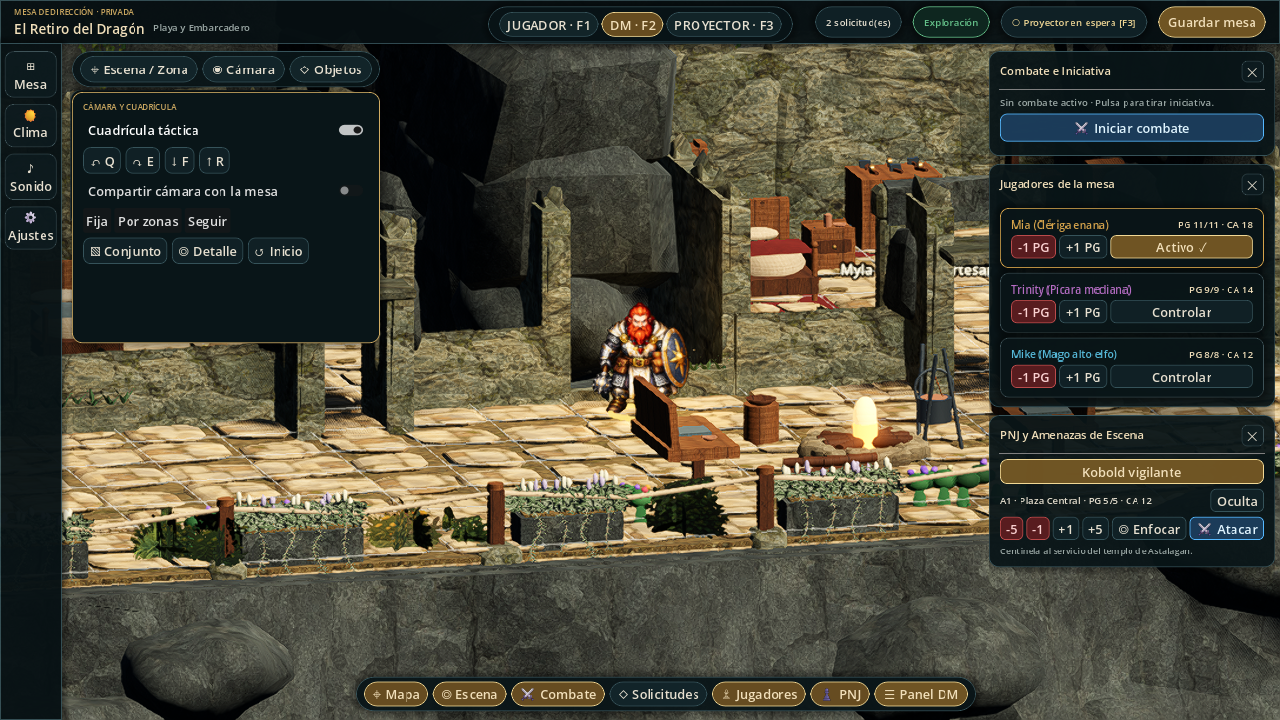 MESA DE DIRECCIÓN · PRIVADA
El Retiro del Dragón Playa y Embarcadero
JUGADOR · F1 DM · F2 PROYECTOR · F3
2 solicitud(es)
Exploración
Proyector en espera [F3]
Guardar mesa
Mesa
Clima
Sonido
Ajustes
Escena / Zona
Cámara
Objetos
CÁMARA Y CUADRÍCULA
Cuadrícula táctica
Q E ↓ F ↑ R
Compartir cámara con la mesa
Fija Por zonas Seguir
Conjunto Detalle Inicio
Myla
Combate e Iniciativa
Sin combate activo · Pulsa para tirar iniciativa.
Iniciar combate
Jugadores de la mesa
Mia (Clériga enana) PG 11/11 · CA 18
-1 PG +1 PG Activo ✓
Trinity (Pícara mediana) PG 9/9 · CA 14
-1 PG +1 PG Controlar
Mike (Mago alto elfo) PG 8/8 · CA 12
-1 PG +1 PG Controlar
PNJ y Amenazas de Escena
Kobold vigilante
A1 · Plaza Central · PG 5/5 · CA 12 Oculta
-5 -1 +1 +5 Enfocar Atacar
Centinela al servicio del templo de Astalagan.
Mapa Escena Combate Solicitudes Jugadores PNJ Panel DM